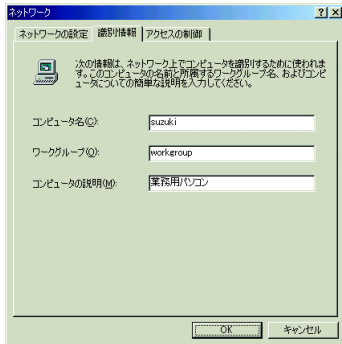 ネットワーク
ネットワークの設定 識別情報 アクセスの制御
次の情報は、ネットワーク上でコンピュータを識別するために使われま
す。このコンピュータの名前と所属するワークグループ名、およびコンピ
ュータについての簡単な説明を入力してください。
コンピュータ名(C): suzuki
ワークグループ(O): workgroup
コンピュータの説明(M): 業務用パソコン
OK キャンセル